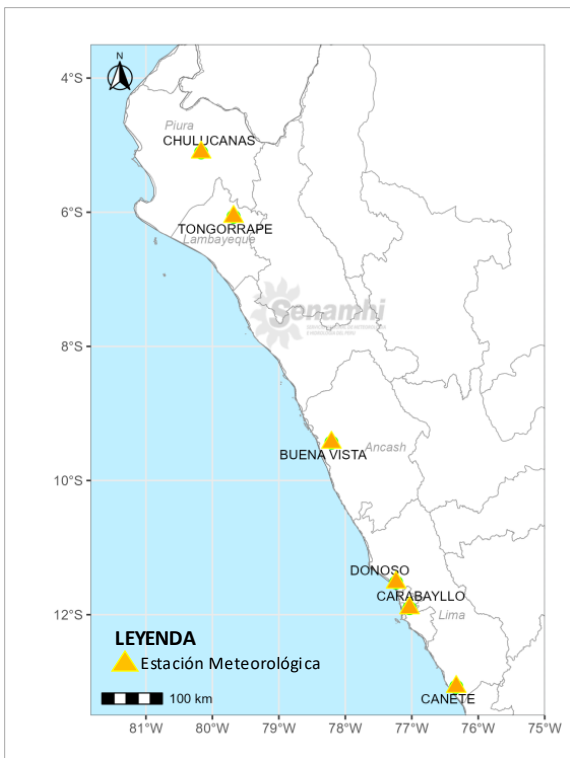 N
4°S
Piura
CHULUCANAS
6°S
TONGORRAPE
Lambayeque
Senamhi
8°S
BUENA VISTA
Ancash
10°S
DONOSO
CARABAYLLO
Lima
12°S
LEYENDA
Estación Meteorológica
100 km
CAÑETE
81°W 80°W 79°W 78°W 77°W 76°W 75°W